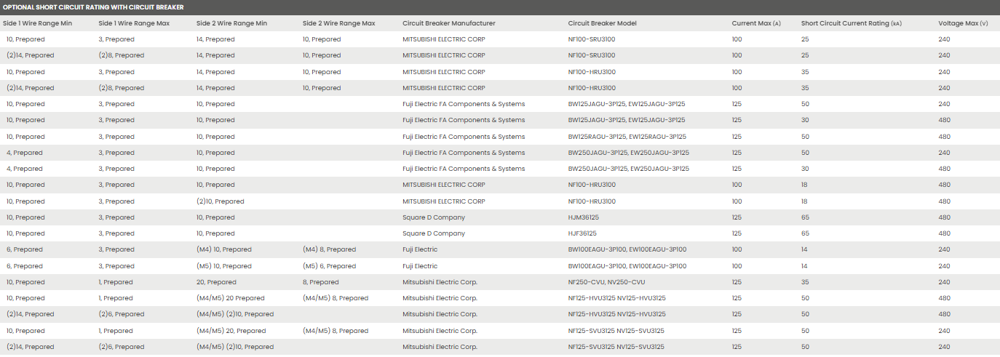 OPTIONAL SHORT CIRCUIT RATING WITH CIRCUIT BREAKER
Side 1 Wire Range Min Side 1 Wire Range Max Side 2 Wire Range Min Side 2 Wire Range Max Circuit Breaker Manufacturer Circuit Breaker Model Current Max (A) Short Circuit Current Rating (kA) Voltage Max (V)
10, Prepared 3, Prepared 14, Prepared 10, Prepared MITSUBISHI ELECTRIC CORP NF100-SRU3100 100 25 240
(2)14, Prepared (2)8, Prepared 14, Prepared 10, Prepared MITSUBISHI ELECTRIC CORP NF100-SRU3100 100 25 240
10, Prepared 3, Prepared 14, Prepared 10, Prepared MITSUBISHI ELECTRIC CORP NF100-HRU3100 100 35 240
(2)14, Prepared (2)8, Prepared 14, Prepared 10, Prepared MITSUBISHI ELECTRIC CORP NF100-HRU3100 100 35 240
10, Prepared 3, Prepared 10, Prepared Fuji Electric FA Components & Systems BW125JAGU-3P125, EW125JAGU-3P125 125 50 240
10, Prepared 3, Prepared 10, Prepared Fuji Electric FA Components & Systems BW125JAGU-3P125, EW125JAGU-3P125 125 30 480
10, Prepared 3, Prepared 10, Prepared Fuji Electric FA Components & Systems BW125RAGU-3P125, EW125RAGU-3P125 125 50 480
4, Prepared 3, Prepared 10, Prepared Fuji Electric FA Components & Systems BW250JAGU-3P125, EW250JAGU-3P125 125 50 240
4, Prepared 3, Prepared 10, Prepared Fuji Electric FA Components & Systems BW250JAGU-3P125, EW250JAGU-3P125 125 30 480
10, Prepared 3, Prepared 10, Prepared MITSUBISHI ELECTRIC CORP NF100-HRU3100 100 18 480
10, Prepared 3, Prepared (2)10, Prepared MITSUBISHI ELECTRIC CORP NF100-HRU3100 100 18 480
10, Prepared 3, Prepared 10, Prepared Square D Company HJM36125 125 65 480
10, Prepared 3, Prepared 10, Prepared Square D Company HJF36125 125 65 480
6, Prepared 3, Prepared (M4) 10, Prepared (M4) 8, Prepared Fuji Electric BW100EAGU-3P100, EW100EAGU-3P100 100 14 240
6, Prepared 3, Prepared (M5) 10, Prepared (M5) 6, Prepared Fuji Electric BW100EAGU-3P100, EW100EAGU-3P100 100 14 240
10, Prepared 1, Prepared 20, Prepared 8, Prepared Mitsubishi Electric Corp. NF250-CVU, NV250-CVU 125 35 240
10, Prepared 1, Prepared (M4/M5) 20 Prepared (M4/M5) 8, Prepared Mitsubishi Electric Corp. NF125-HVU3125 NV125-HVU3125 125 50 480
(2)14, Prepared (2)6, Prepared (M4/M5) (2)10, Prepared Mitsubishi Electric Corp. NF125-HVU3125 NV125-HVU3125 125 50 480
10, Prepared 1, Prepared (M4/M5) 20, Prepared (M4/M5) 8, Prepared Mitsubishi Electric Corp. NF125-SVU3125 NV125-SVU3125 125 50 240
(2)14, Prepared (2)6, Prepared (M4/M5) (2)10, Prepared Mitsubishi Electric Corp. NF125-SVU3125 NV125-SVU3125 125 50 240